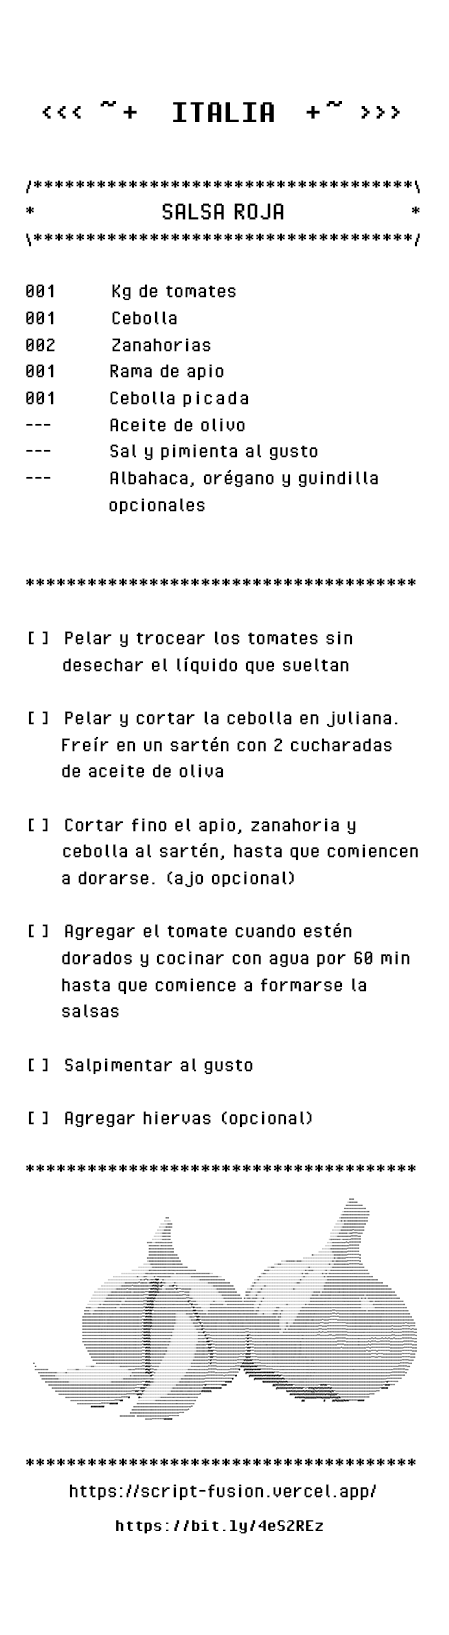 <<< ~+ ITALIA +~ >>>
/************************************\
* SALSA ROJA *
\************************************/
001 Kg de tomates
001 Cebolla
002 Zanahorias
001 Rama de apio
001 Cebolla picada
--- Aceite de olivo
--- Sal y pimienta al gusto
--- Albahaca, orégano y guindilla
opcionales
**************************************
[ ] Pelar y trocear los tomates sin
desechar el líquido que sueltan
[ ] Pelar y cortar la cebolla en juliana.
Freír en un sartén con 2 cucharadas
de aceite de oliva
[ ] Cortar fino el apio, zanahoria y
cebolla al sartén, hasta que comiencen
a dorarse. (ajo opcional)
[ ] Agregar el tomate cuando estén
dorados y cocinar con agua por 60 min
hasta que comience a formarse la
salsas
[ ] Salpimentar al gusto
[ ] Agregar hiervas (opcional)
**************************************
**************************************
https://script-fusion.vercel.app/
https://bit.ly/4eS2REz